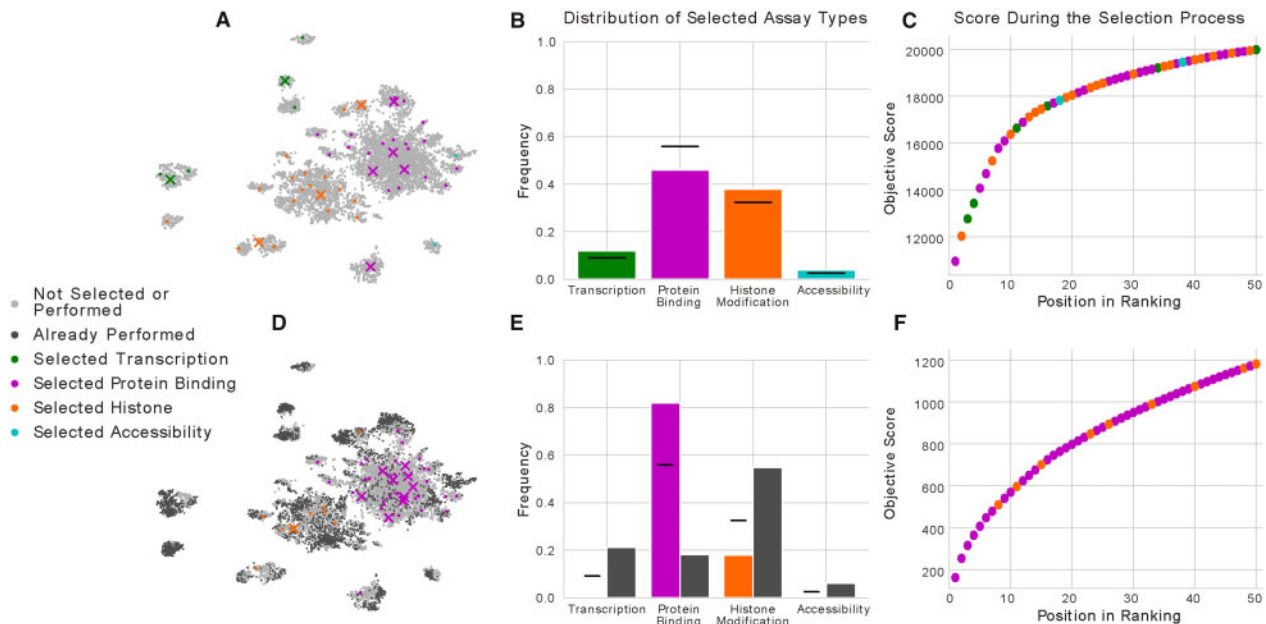 A
B
Distribution of Selected Assay Types
C
Score During the Selection Process
1.0
0.8
0.6
0.4
0.2
0.0
Frequency
Transcription
Protein
Binding
Histone
Modification
Accessibility
20000
18000
16000
14000
12000
Objective Score
0
10
20
30
40
50
Position in Ranking
Not Selected or
Performed
Already Performed
Selected Transcription
Selected Protein Binding
Selected Histone
Selected Accessibility
D
E
F
1.0
0.8
0.6
0.4
0.2
0.0
Frequency
Transcription
Protein
Binding
Histone
Modification
Accessibility
1200
1000
800
600
400
200
Objective Score
0
10
20
30
40
50
Position in Ranking